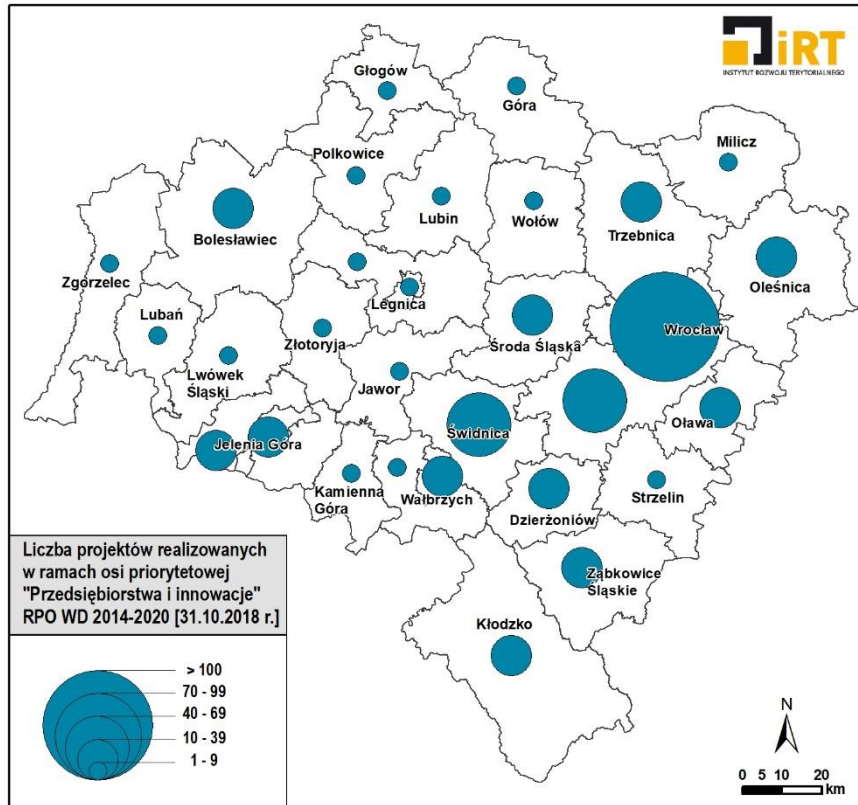 iRT
INSTYTUT ROZWOJU TERYTORIALNEGO
Głogów
Góra
Milicz
Polkowice
Lubin
Wołów
Trzebnica
Bolesławiec
Oleśnica
Zgorzelec
Legnica
Lubań
Złotoryja
Środa Śląska
Wrocław
Lwówek
Śląski
Jawor
Oława
Świdnica
Jelenia Góra
Kamienna
Góra
Wałbrzych
Strzelin
Dzierżoniów
Ząbkowice
Śląskie
Kłodzko
Liczba projektów realizowanych
w ramach osi priorytetowej
"Przedsiębiorstwa i innowacje"
RPO WD 2014-2020 [31.10.2018 r.]
> 100
70 - 99
40 - 69
10 - 39
1 - 9
N
0 5 10 20
km